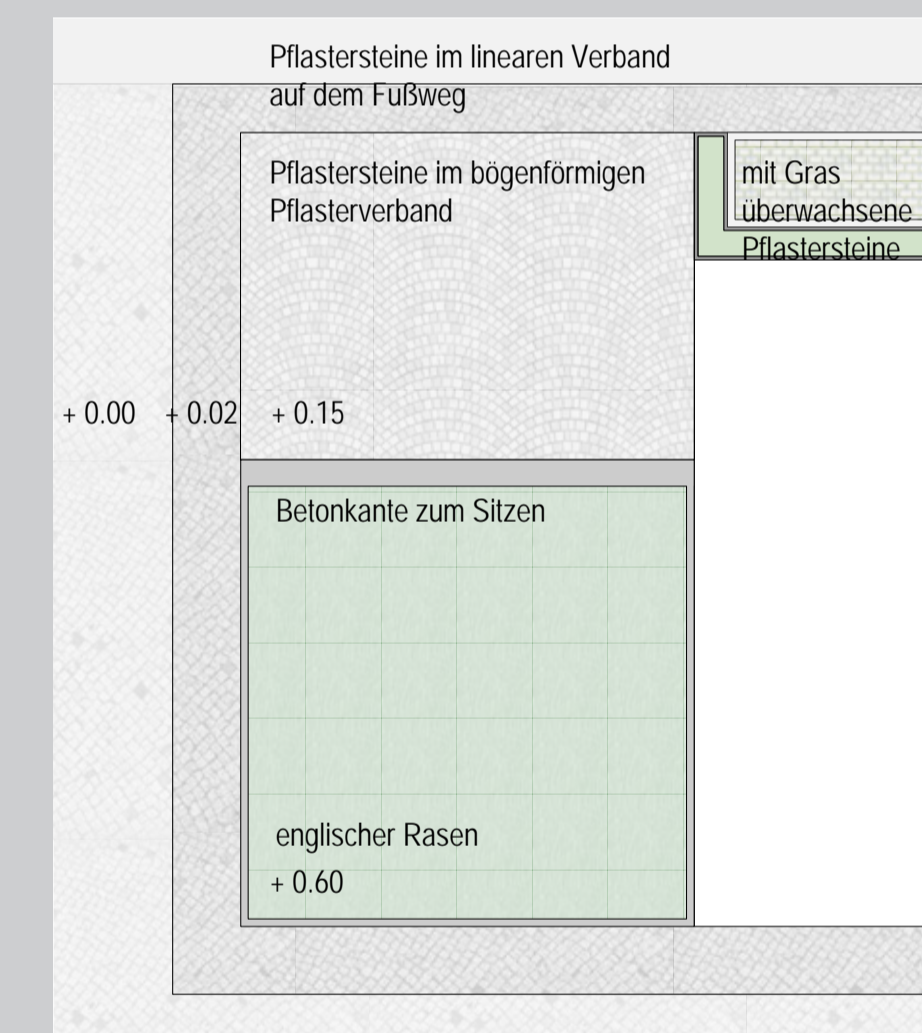 Pflastersteine im linearen Verband
auf dem Fußweg
Pflastersteine im bögenförmigen
Pflasterverband
mit Gras
überwachsene
Pflastersteine
+ 0.00
+ 0.02
+ 0.15
Betonkante zum Sitzen
englischer Rasen
+ 0.60